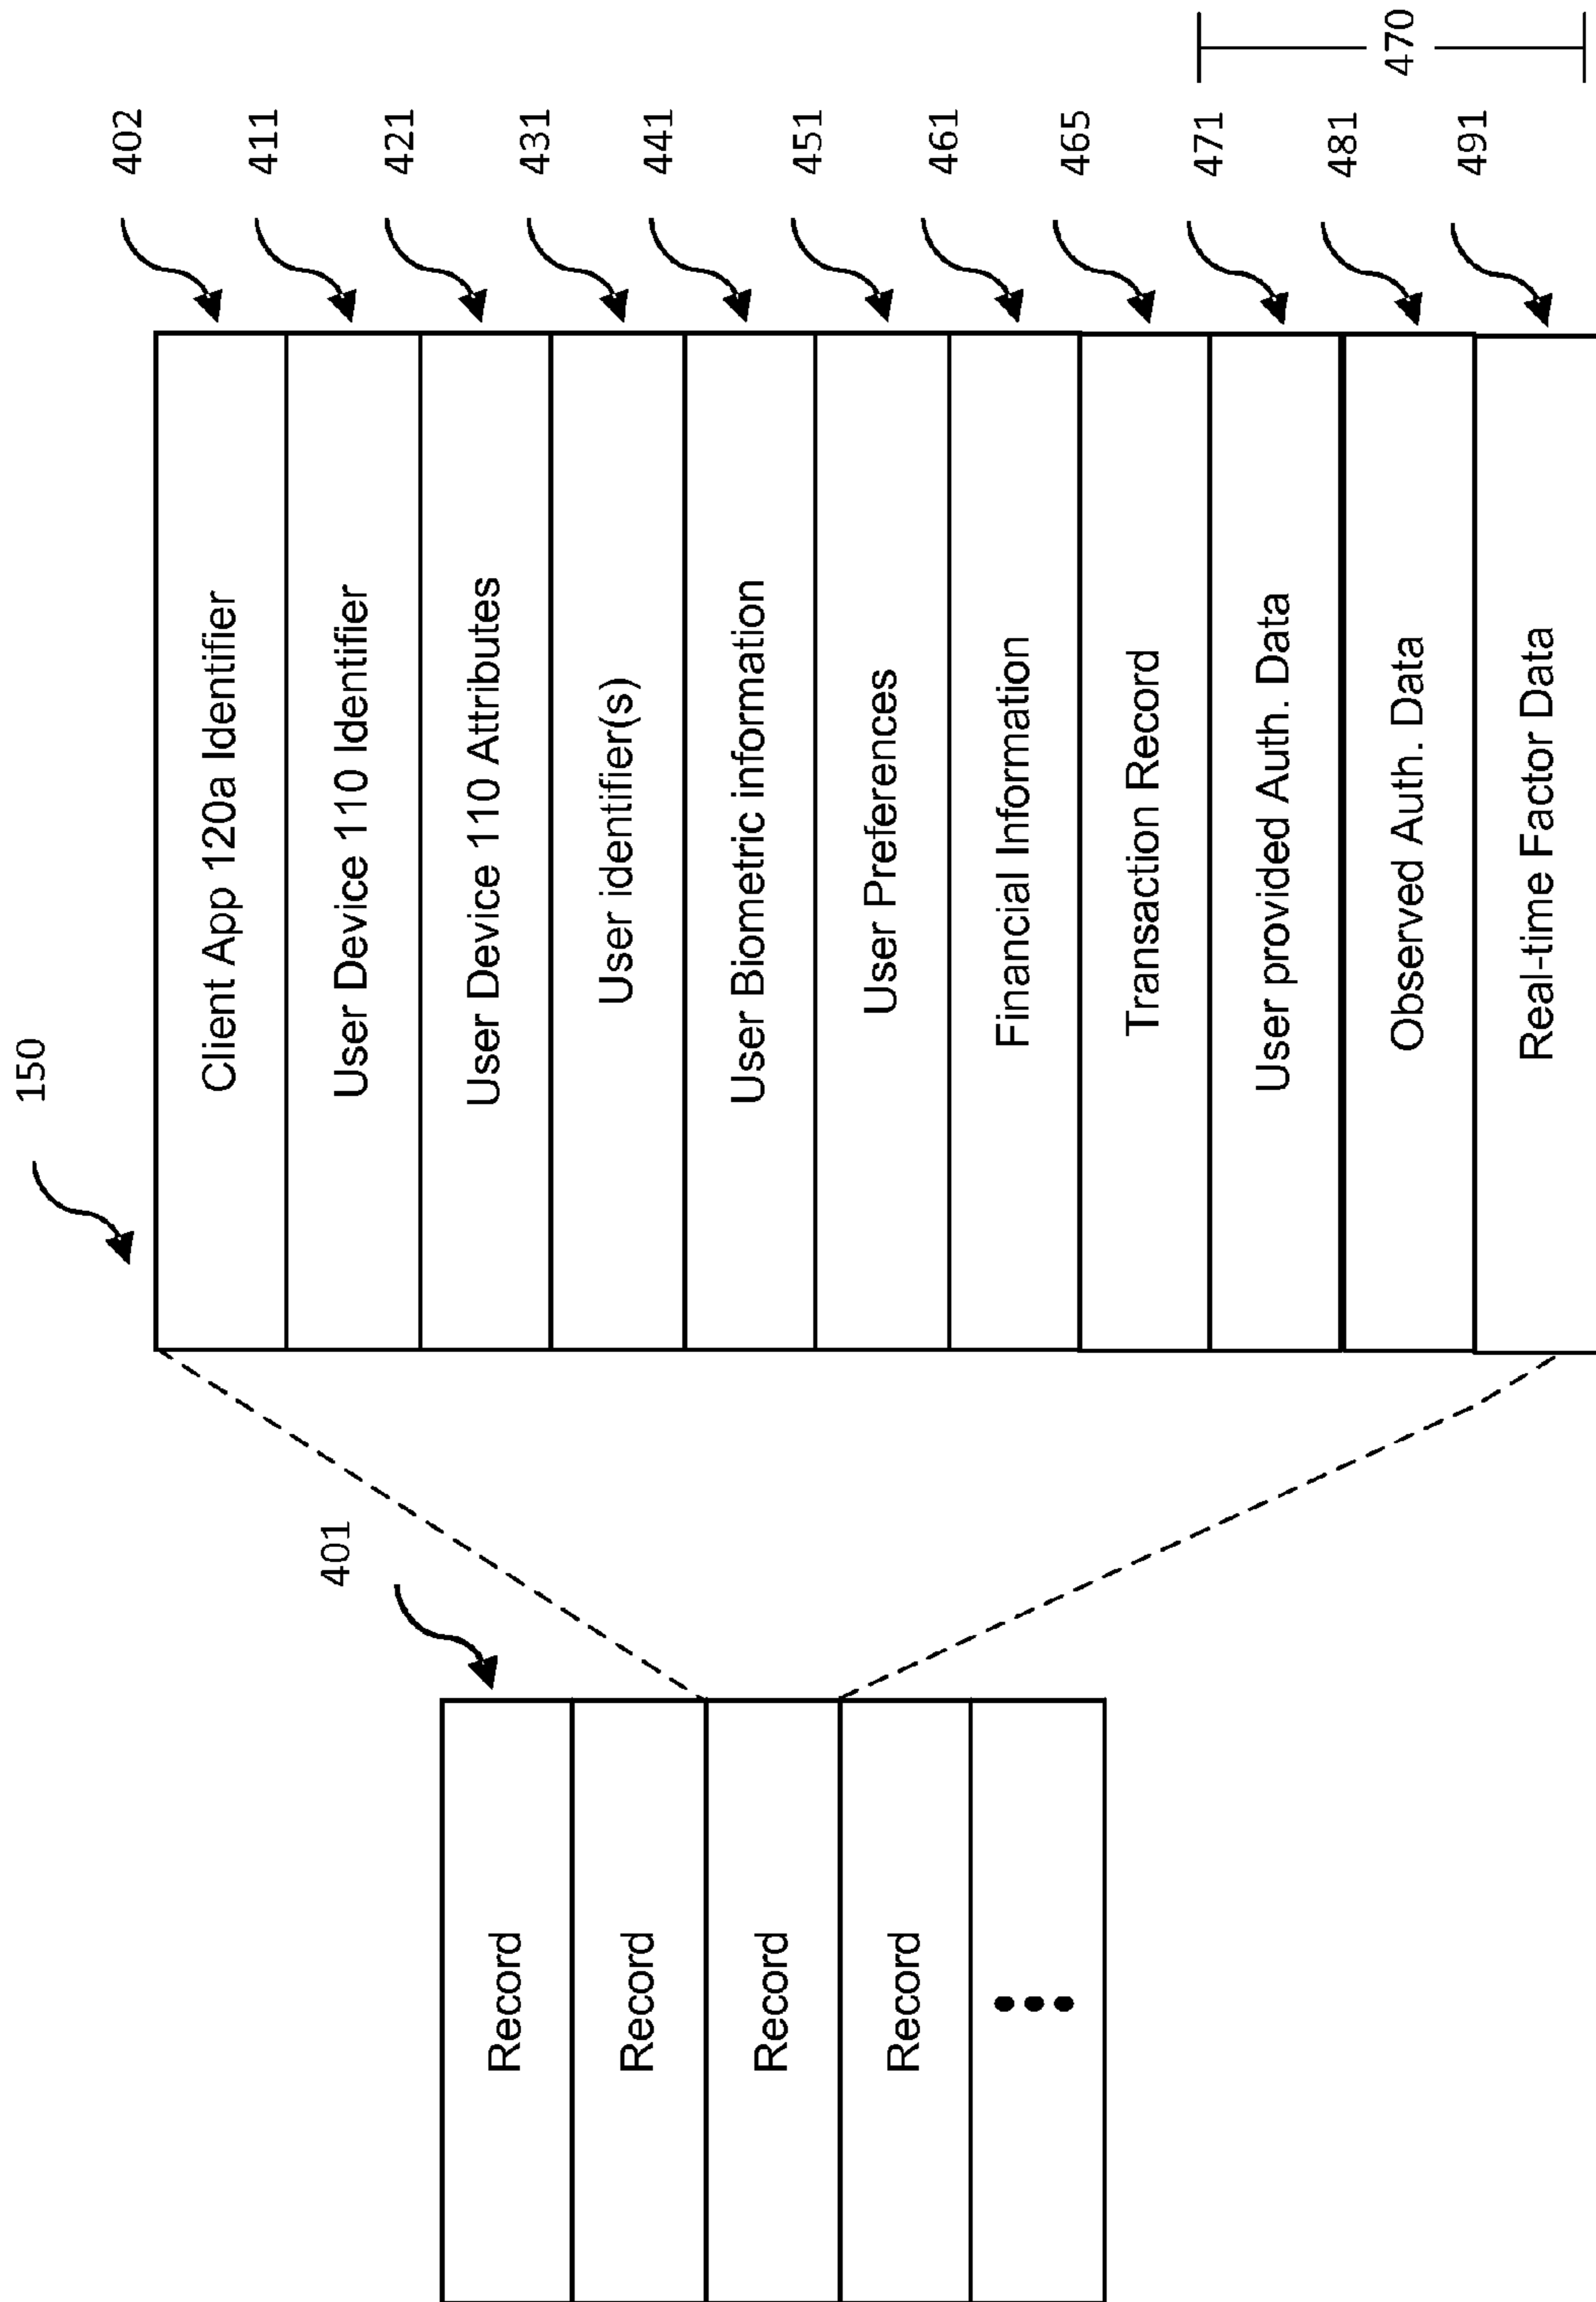 150
401
Record
Record
Record
Record
Client App 120a Identifier
402
User Device 110 Identifier
411
User Device 110 Attributes
421
User identifier(s)
431
User Biometric information
441
User Preferences
451
Financial Information
461
Transaction Record
465
User provided Auth. Data
471
Observed Auth. Data
481
Real-time Factor Data
491
470